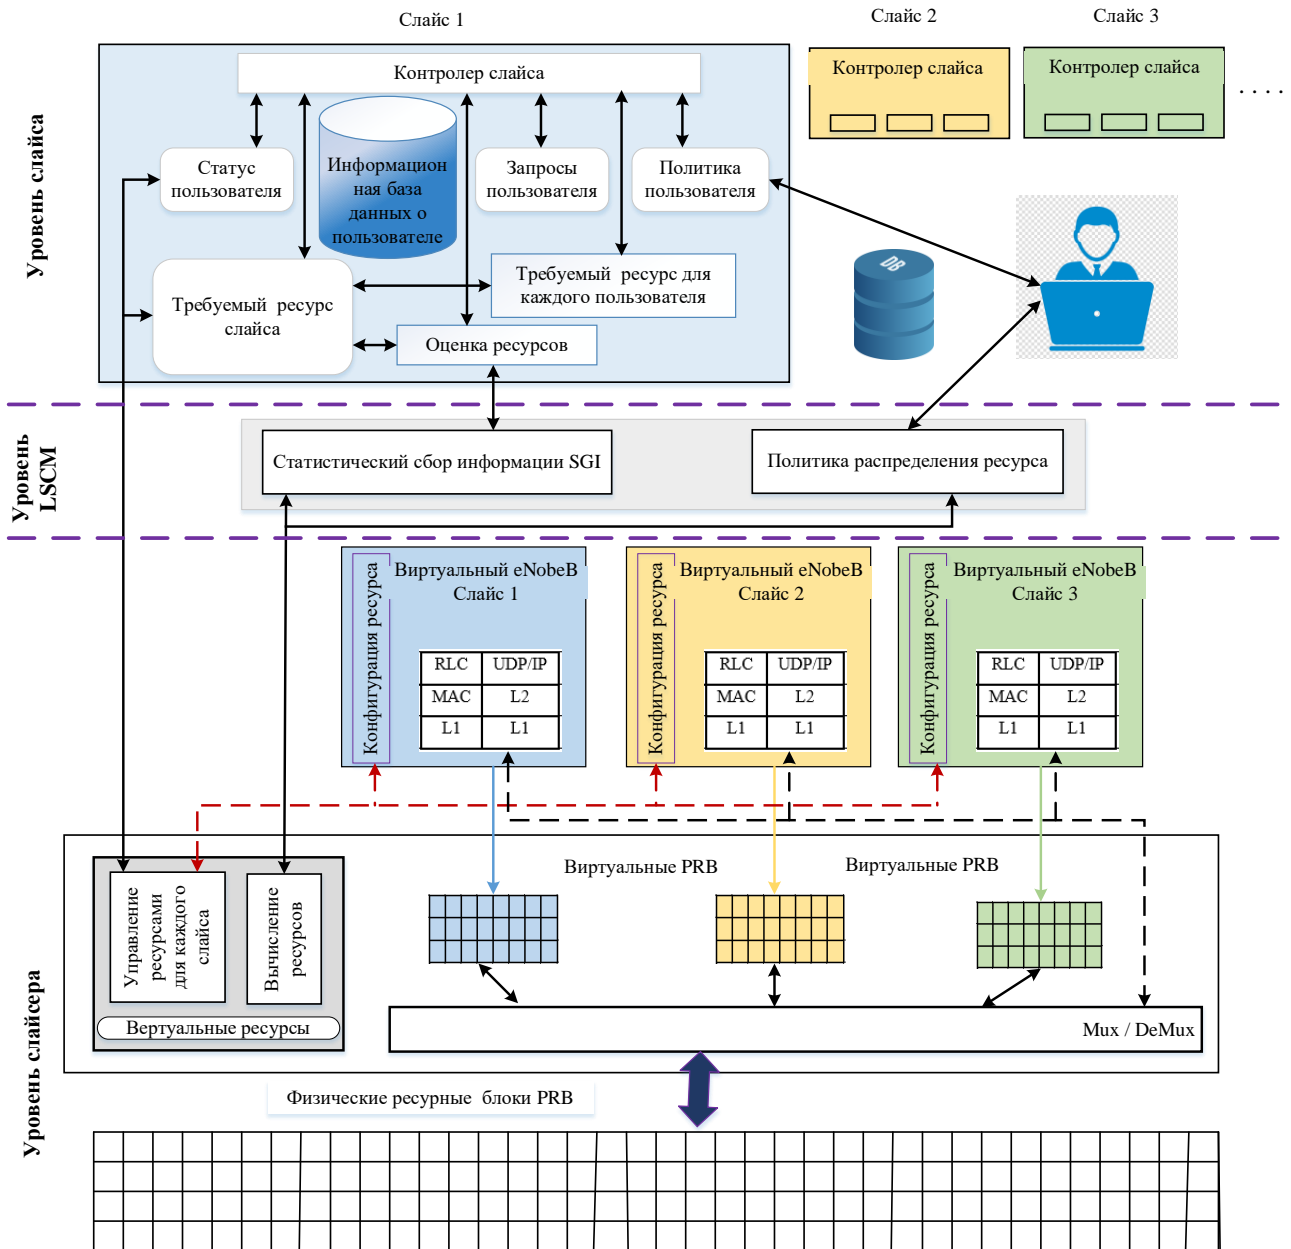 Слайс 1
Слайс 2
Слайс 3
Контролер слайса
Контролер слайса
Контролер слайса
. . . .
Уровень слайса
Статус
пользователя
Информацион
ная база
данных о
пользователе
Запросы
пользователя
Политика
пользователя
DB
Требуемый ресурс
слайса
Требуемый ресурс для
каждого пользователя
Оценка ресурсов
Уровень
LSCM
Статистический сбор информации SGI
Политика распределения ресурса
Конфигурация ресурса
Виртуальный eNobeB
Слайс 1
RLC UDP/IP
MAC L2
L1 L1
Конфигурация ресурса
Виртуальный eNobeB
Слайс 2
RLC UDP/IP
MAC L2
L1 L1
Конфигурация ресурса
Виртуальный eNobeB
Слайс 3
RLC UDP/IP
MAC L2
L1 L1
Уровень слайсера
Управление
ресурсами
для каждого
слайса
Вычисление
ресурсов
Вертуальные ресурсы
Виртуальные PRB
Виртуальные PRB
Mux / DeMux
Физические ресурные блоки PRB